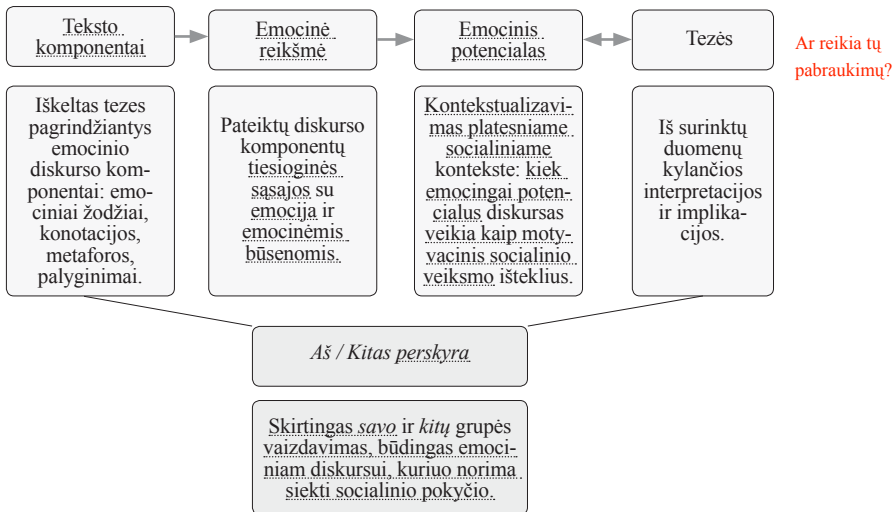 Teksto
komponentai
Emocinė
reikšmė
Emocinis
potencialas
Tezės
Ar reikia tų
pabraukimų?
Iškeltas tezes
pagrindžiantys
emocinio
diskurso kom-
ponentai: emo-
ciniai žodžiai,
konotacijos,
metaforos,
palyginimai.
Pateiktų diskurso
komponentų
tiesioginės
sąsajos su
emocija ir
emocinėmis
būsenomis.
Kontekstualizavi-
mas platesniame
socialiniame
kontekste: kiek
emocingai poten-
cialus diskursas
veikia kaip moty-
vacinis socialinio
veiksmo išteklius.
Iš surinktų
duomenų
kylančios
interpretacijos
ir implika-
cijos.
Aš / Kitas perskyra
Skirtingas savo ir kitų grupės
vaizdavimas, būdingas emoci-
niam diskursui, kuriuo norima
siekti socialinio pokyčio.